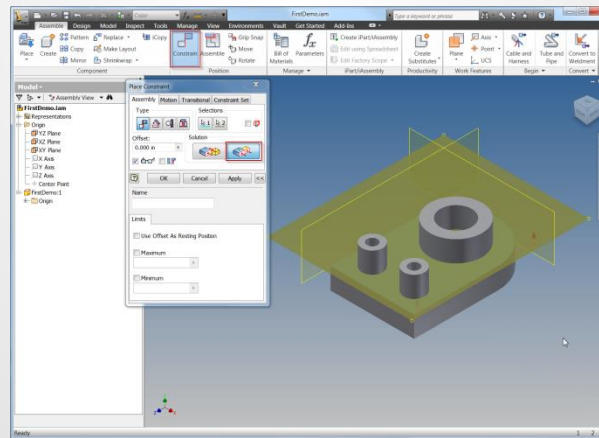 FirstDemo.iam
Type a keyword or phrase
Assemble Design Model Inspect Tools Manage View Environments Vault Get Started Add-Ins
Place
Create
Pattern
Copy
Mirror
Replace
Make Layout
Shrinkwrap
iCopy
Component
Constraint
Assemble
Grip Snap
Move
Rotate
Position
Bill of Materials
Parameters
Manage
Create iPart/iAssembly
Edit using Spreadsheet
Edit Factory Scope
iPart/iAssembly
Create Substitutes
Productivity
Plane
Axis
Point
UCS
Work Features
Cable and Harness
Tube and Pipe
Begin
Convert to Weldment
Convert
Model
Assembly View
FirstDemo.iam
Representations
Origin
YZ Plane
XZ Plane
XY Plane
X Axis
Y Axis
Z Axis
Center Point
FirstDemo:1
Origin
Place Constraint
Assembly Motion Transitional Constraint Set
Type
Selections
1 2
Offset:
Solution
0.000 in
OK Cancel Apply <<
Name
Limits
Use Offset As Resting Position
Maximum
Minimum
Ready
1 2